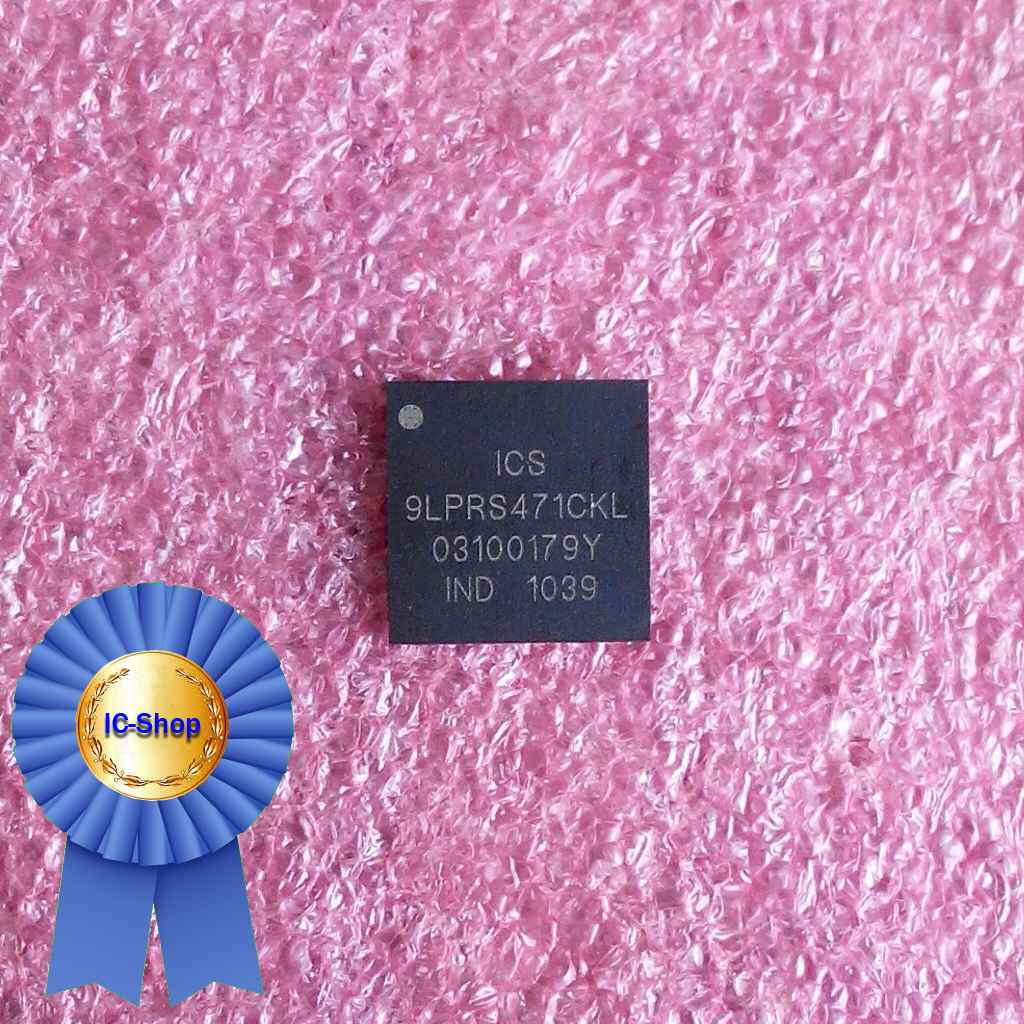 ICS
9LPRS471CKL
03100179Y
IND 1039
IC-Shop